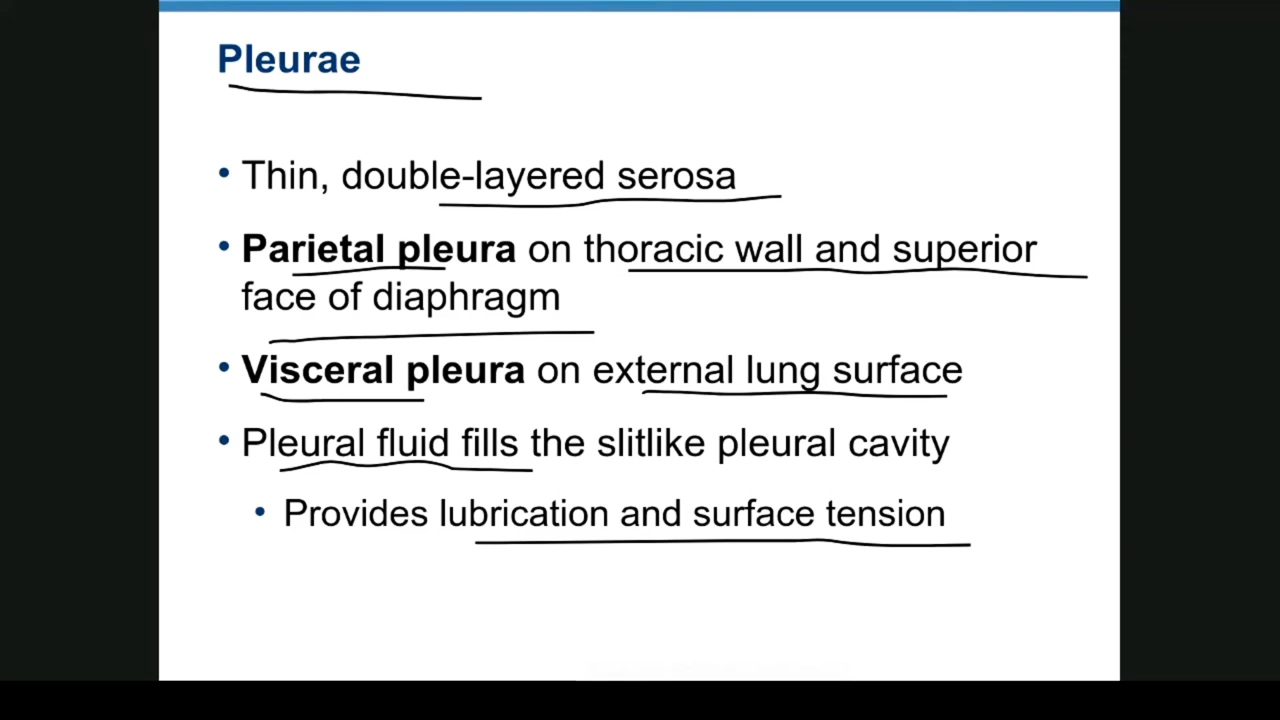 Pleurae
• Thin, double-layered serosa
• Parietal pleura on thoracic wall and superior
face of diaphragm
• Visceral pleura on external lung surface
• Pleural fluid fills the slitlike pleural cavity
• Provides lubrication and surface tension